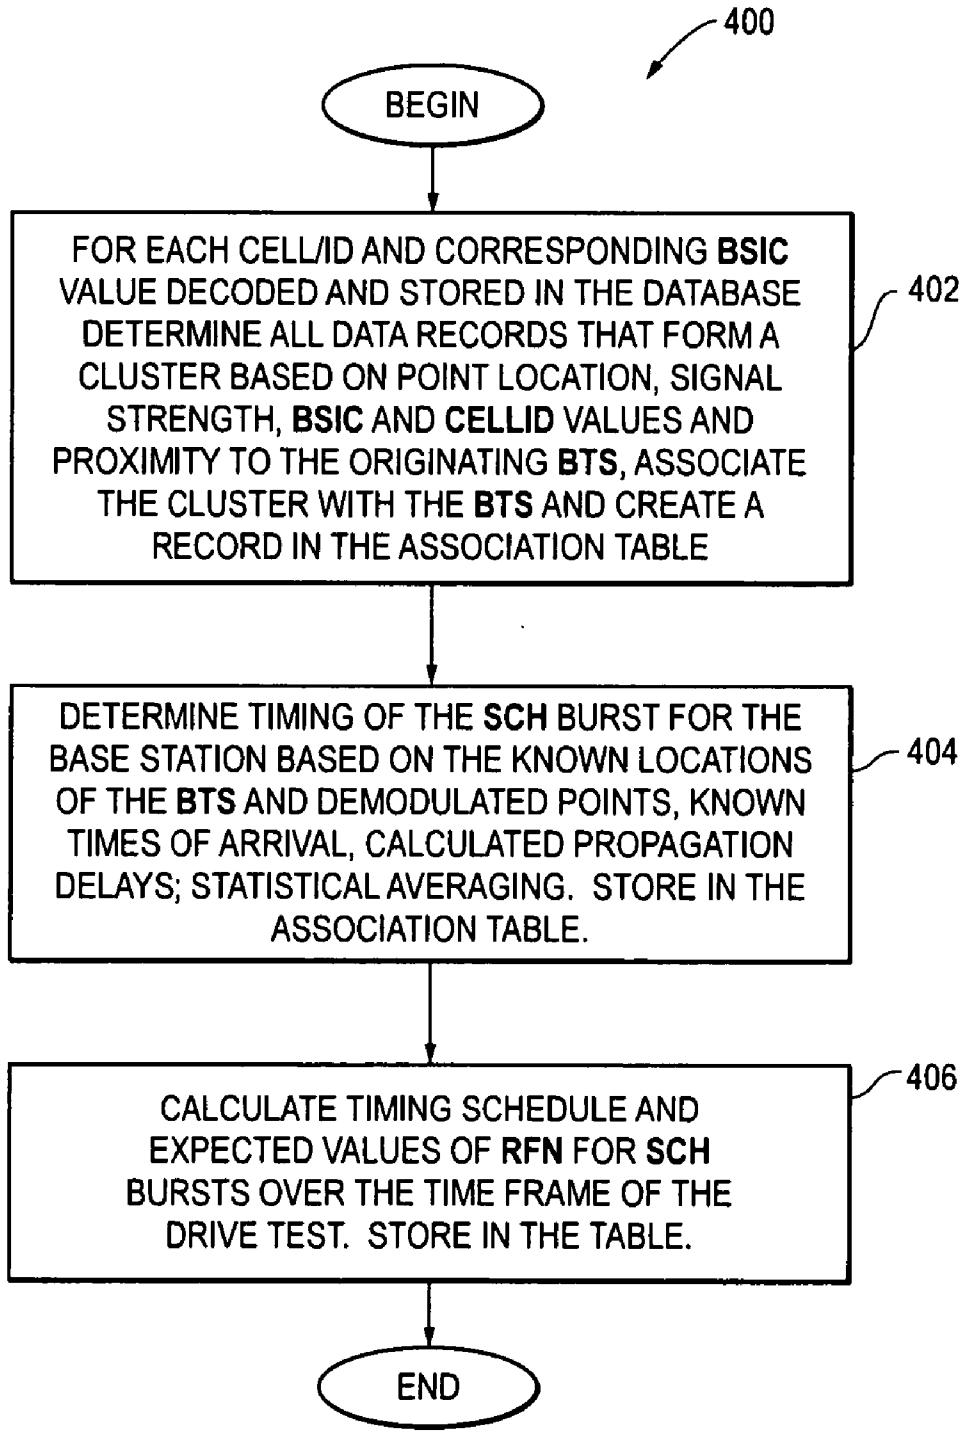 400
BEGIN
FOR EACH CELL/ID AND CORRESPONDING BSIC
VALUE DECODED AND STORED IN THE DATABASE
DETERMINE ALL DATA RECORDS THAT FORM A
CLUSTER BASED ON POINT LOCATION, SIGNAL
STRENGTH, BSIC AND CELLID VALUES AND
PROXIMITY TO THE ORIGINATING BTS, ASSOCIATE
THE CLUSTER WITH THE BTS AND CREATE A
RECORD IN THE ASSOCIATION TABLE
402
DETERMINE TIMING OF THE SCH BURST FOR THE
BASE STATION BASED ON THE KNOWN LOCATIONS
OF THE BTS AND DEMODULATED POINTS, KNOWN
TIMES OF ARRIVAL, CALCULATED PROPAGATION
DELAYS; STATISTICAL AVERAGING. STORE IN THE
ASSOCIATION TABLE.
404
CALCULATE TIMING SCHEDULE AND
EXPECTED VALUES OF RFN FOR SCH
BURSTS OVER THE TIME FRAME OF THE
DRIVE TEST. STORE IN THE TABLE.
406
END